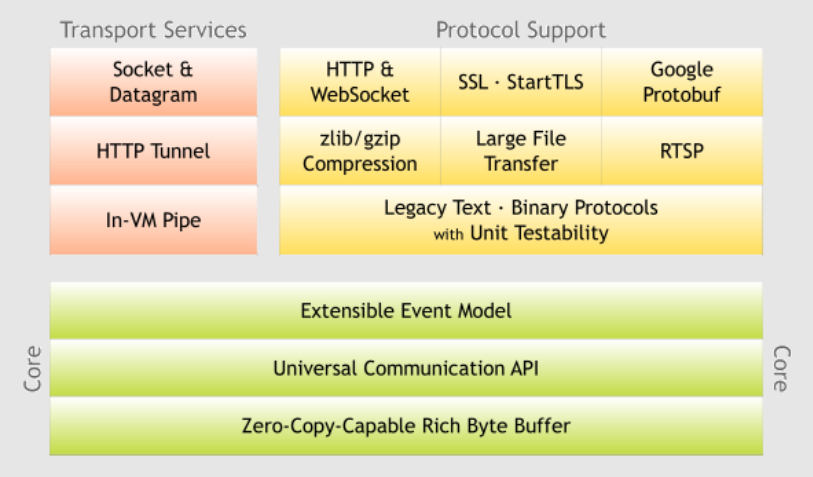 Transport Services
Protocol Support
Socket &
Datagram
HTTP &
WebSocket
SSL · StartTLS
Google
Protobuf
HTTP Tunnel
zlib/gzip
Compression
Large File
Transfer
RTSP
In-VM Pipe
Legacy Text · Binary Protocols
with Unit Testability
Core
Extensible Event Model
Universal Communication API
Zero-Copy-Capable Rich Byte Buffer
Core